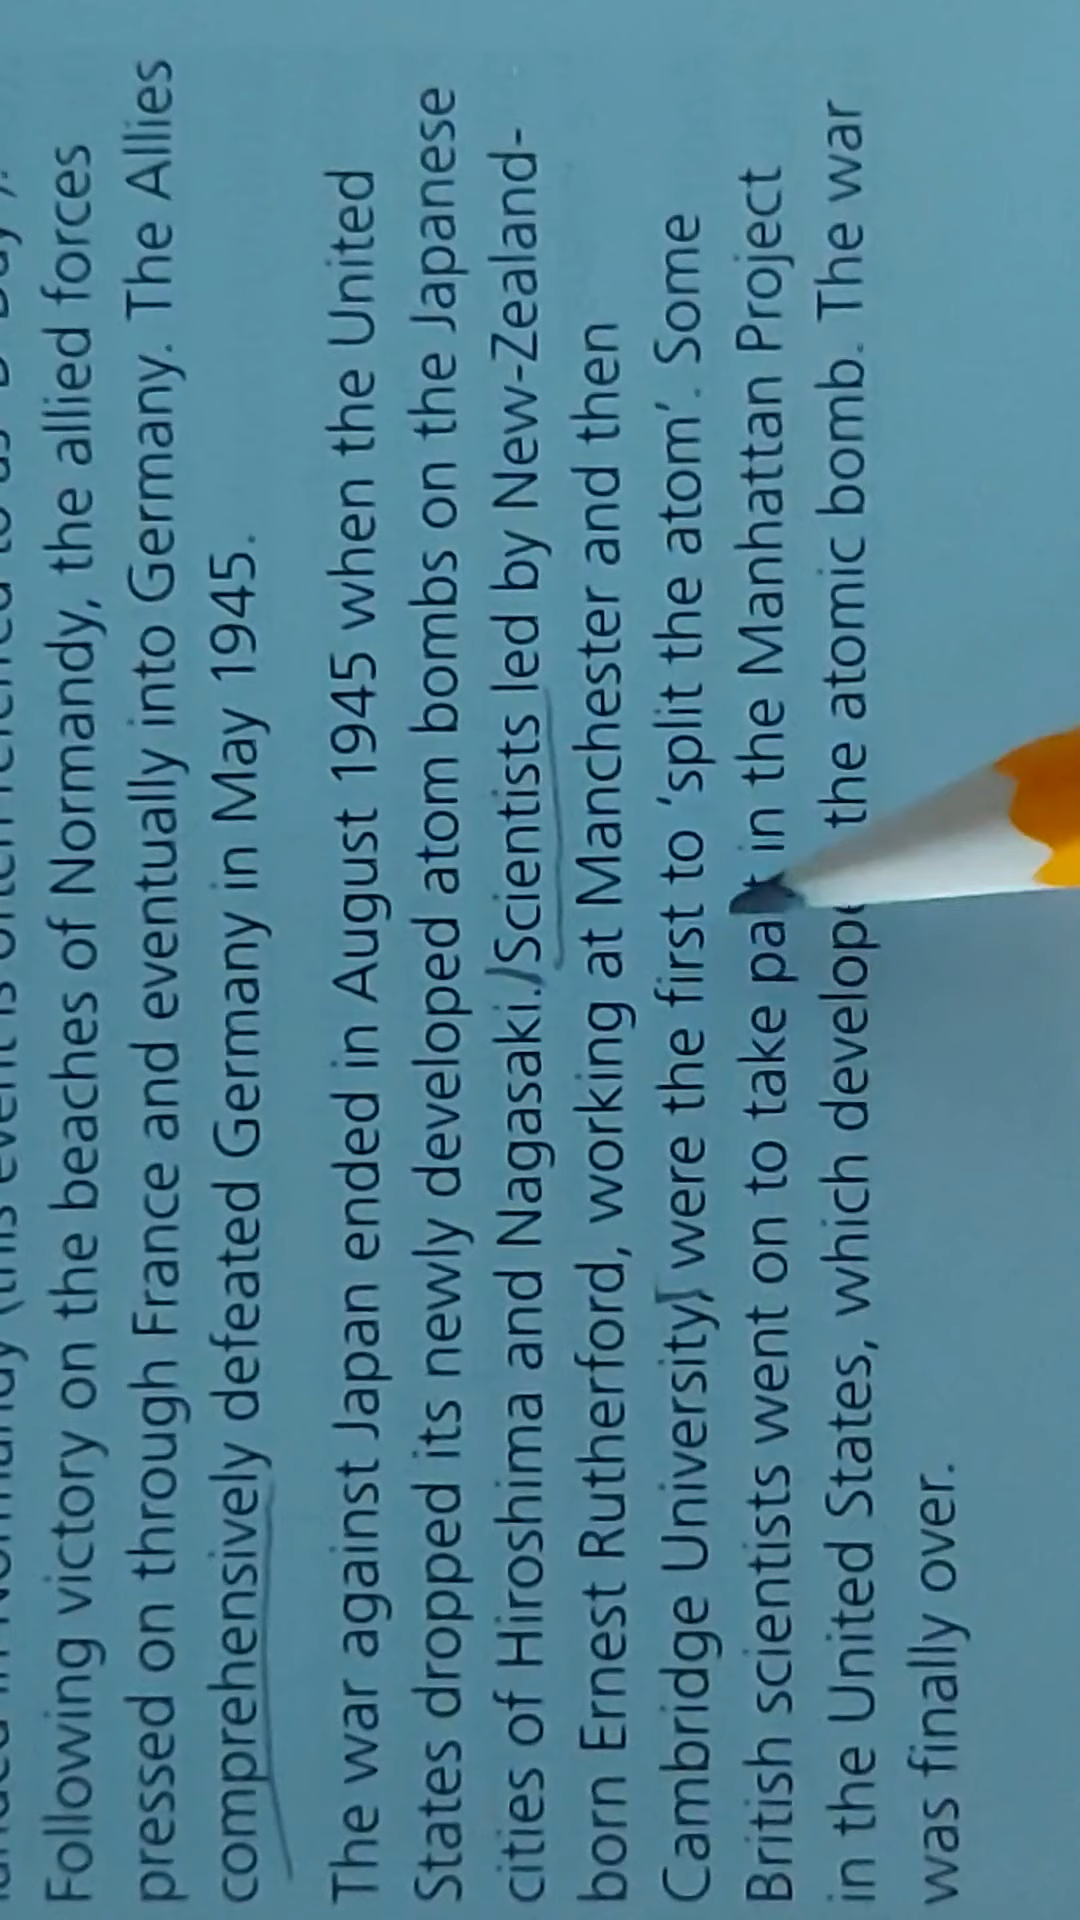 Following victory on the beaches of Normandy, the allied forces
pressed on through France and eventually into Germany. The Allies
comprehensively defeated Germany in May 1945.
The war against Japan ended in August 1945 when the United
States dropped its newly developed atom bombs on the Japanese
cities of Hiroshima and Nagasaki. Scientists led by New-Zealand-
born Ernest Rutherford, working at Manchester and then
Cambridge University, were the first to ‘split the atom’. Some
British scientists went on to take part in the Manhattan Project
in the United States, which developed the atomic bomb. The war
was finally over.